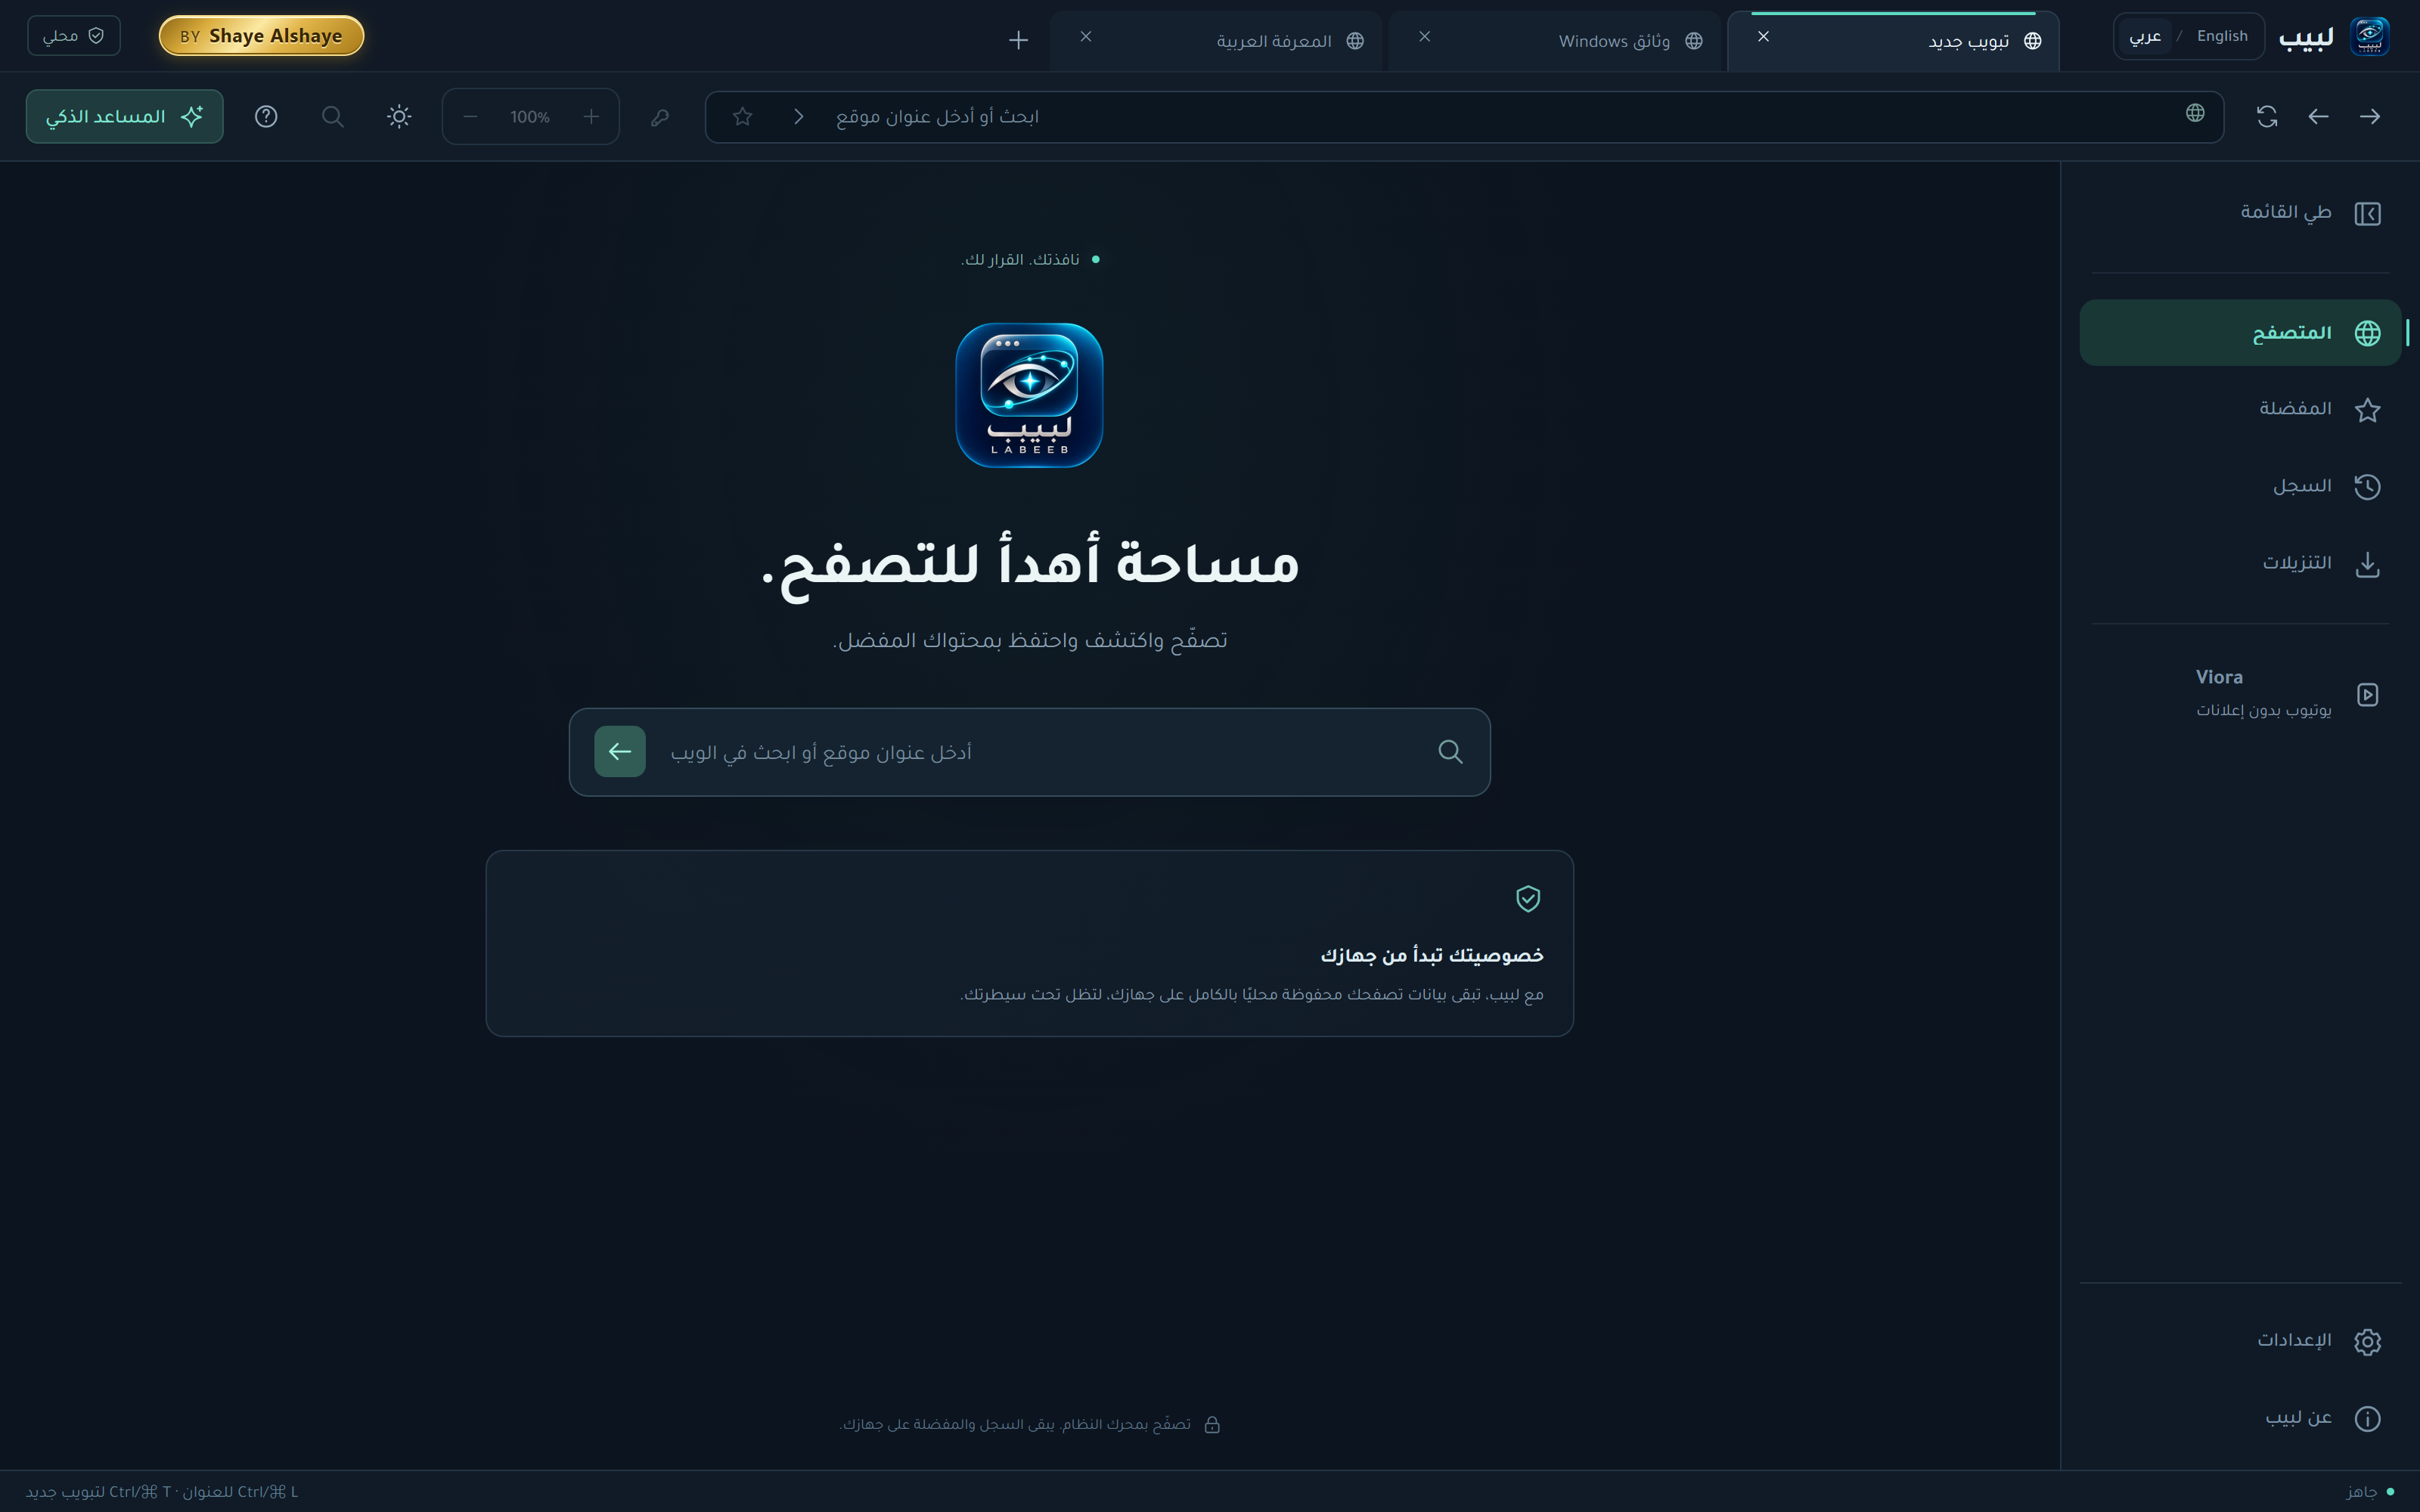 لبيب
English / عربي
تبويب جديد
وثائق Windows
المعرفة العربية
BY Shaye Alshaye
محلي
ابحث أو أدخل عنوان موقع
100%
المساعد الذكي
طي القائمة
المتصفح
المفضلة
السجل
التنزيلات
Viora
يوتيوب بدون إعلانات
الإعدادات
عن لبيب
نافذتك. القرار لك.
لبيب
LABEEB
مساحة أهدأ للتصفح.
تصفّح واكتشف واحتفظ بمحتواك المفضل.
أدخل عنوان موقع أو ابحث في الويب
خصوصيتك تبدأ من جهازك
مع لبيب، تبقى بيانات تصفحك محفوظة محليًا بالكامل على جهازك، لتظل تحت سيطرتك.
تصفّح بمحرك النظام. يبقى السجل والمفضلة على جهازك.
جاهز
Ctrl/⌘ L للعنوان · Ctrl/⌘ T لتبويب جديد